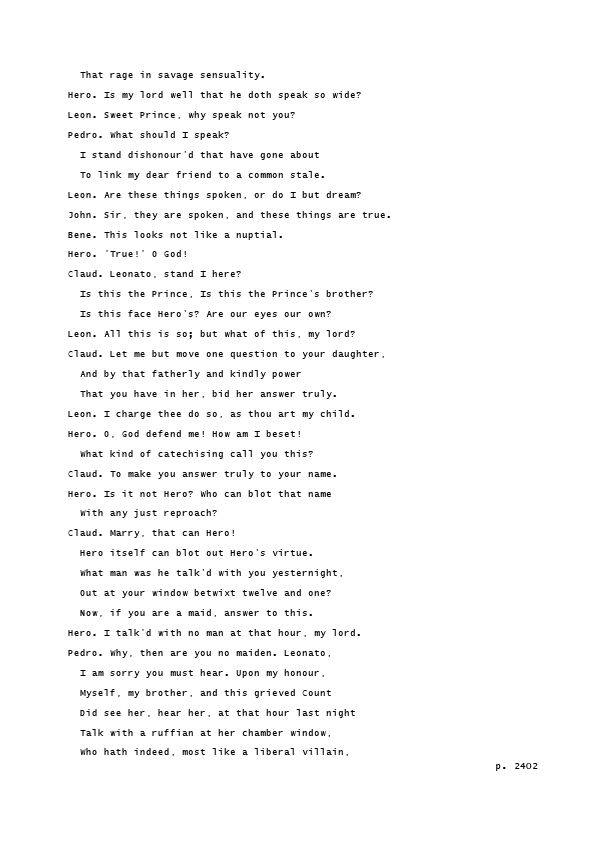 That rage in savage sensuality.
Hero. Is my lord well that he doth speak so wide?
Leon. Sweet Prince, why speak not you?
Pedro. What should I speak?
I stand dishonour'd that have gone about
To link my dear friend to a common stale.
Leon. Are these things spoken, or do I but dream?
John. Sir, they are spoken, and these things are true.
Bene. This looks not like a nuptial.
Hero. 'True!' O God!
Claud. Leonato, stand I here?
Is this the Prince, Is this the Prince's brother?
Is this face Hero's? Are our eyes our own?
Leon. All this is so; but what of this, my lord?
Claud. Let me but move one question to your daughter,
And by that fatherly and kindly power
That you have in her, bid her answer truly.
Leon. I charge thee do so, as thou art my child.
Hero. O, God defend me! How am I beset!
What kind of catechising call you this?
Claud. To make you answer truly to your name.
Hero. Is it not Hero? Who can blot that name
With any just reproach?
Claud. Marry, that can Hero!
Hero itself can blot out Hero's virtue.
What man was he talk'd with you yesternight,
Out at your window betwixt twelve and one?
Now, if you are a maid, answer to this.
Hero. I talk'd with no man at that hour, my lord.
Pedro. Why, then are you no maiden. Leonato,
I am sorry you must hear. Upon my honour,
Myself, my brother, and this grieved Count
Did see her, hear her, at that hour last night
Talk with a ruffian at her chamber window,
Who hath indeed, most like a liberal villain,
p. 2402